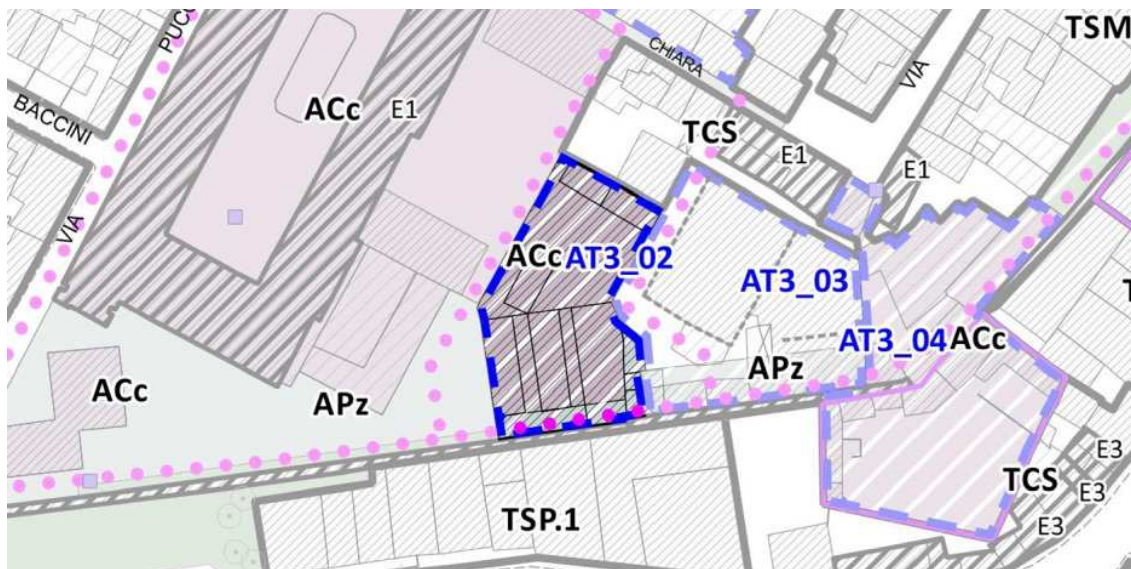 PUCC
CHIARA
TSM
VIA
BACCINI
ACc
E1
TCS
E1
E1
VIA
ACc
AT3_02
AT3_03
AT3_04
ACc
ACc
APz
APz
TCS
E3
E3
E3
TSP.1